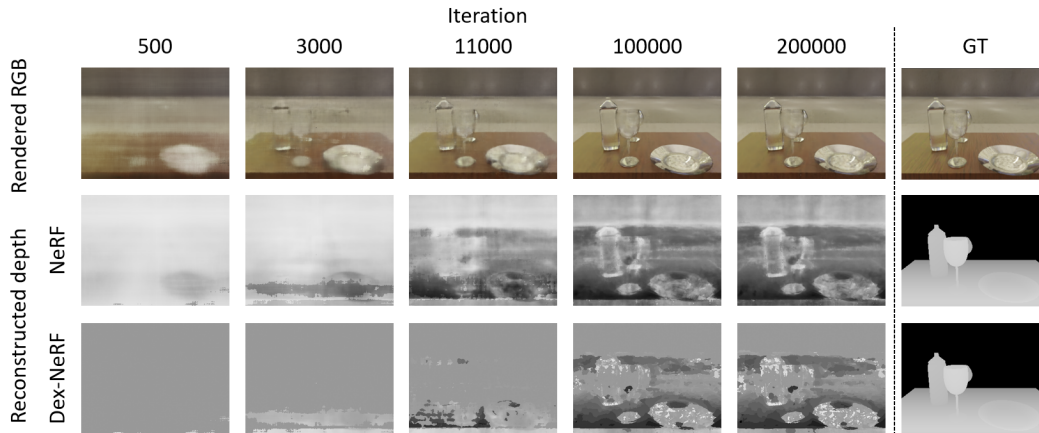 Iteration
500 3000 11000 100000 200000 GT
Rendered RGB
Reconstructed depth
NeRF
Dex-NeRF